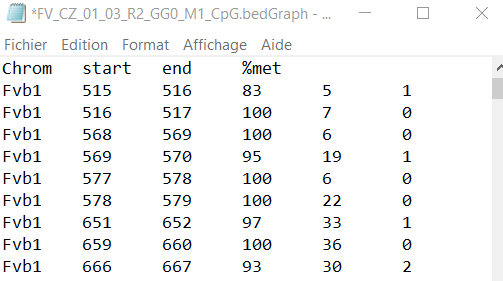 *FV_CZ_01_03_R2_GG0_M1_CpG.bedGraph - ...
Fichier Edition Format Affichage Aide
Chrom start end %met
Fvb1 515 516 83 5 1
Fvb1 516 517 100 7 0
Fvb1 568 569 100 6 0
Fvb1 569 570 95 19 1
Fvb1 577 578 100 6 0
Fvb1 578 579 100 22 0
Fvb1 651 652 97 33 1
Fvb1 659 660 100 36 0
Fvb1 666 667 93 30 2